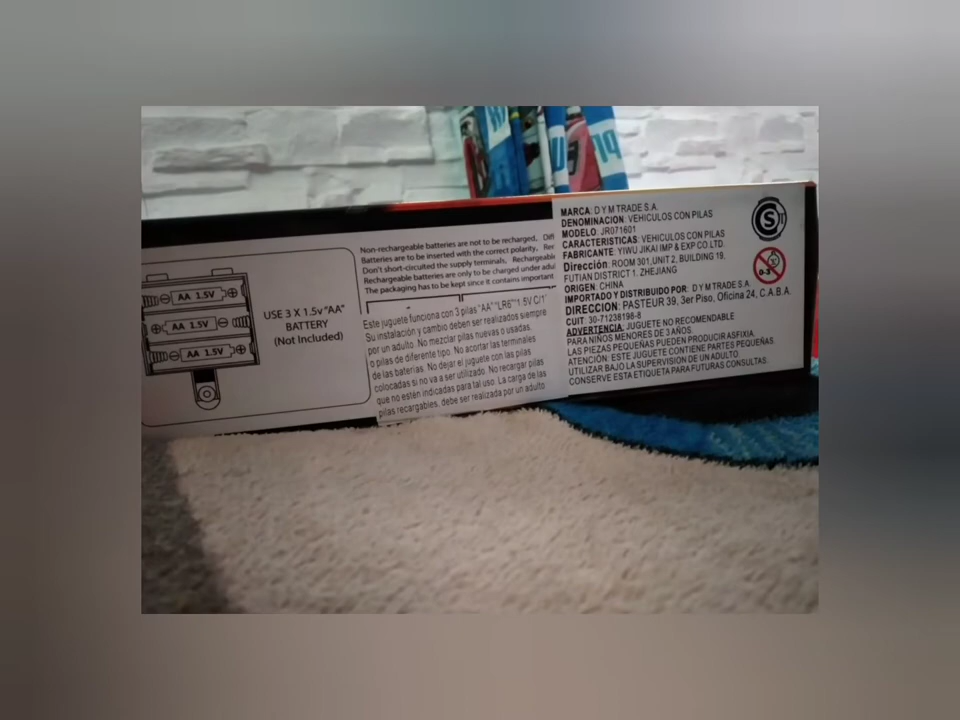 AA 1.5V
AA 1.5V
AA 1.5V
USE 3 X 1.5v "AA"
BATTERY
(Not Included)
Non-rechargeable batteries are not to be recharged,
Batteries are to be inserted with the correct polarity,
Don't short-circuited the supply terminals,
Rechargeable batteries are only to be charged under
The packaging has to be kept since it contains important
Este juguete funciona con 3 pilas "AA" "LR6" 1.5V C/1
Su instalación y cambio deben ser realizados siempre
por un adulto. No mezclar pilas nuevas o usadas,
o pilas de diferente tipo. No acortar las terminales
de las baterías. No dejar el juguete con las pilas
colocadas si no va a ser utilizado. No recargar pilas
que no estén indicadas para tal uso. La carga de las
pilas recargables, debe ser realizada por un adulto
MARCA: D Y M TRADE S.A.
DENOMINACION: VEHICULOS CON PILAS
MODELO: JR071601
CARACTERISTICAS: VEHICULOS CON PILAS
FABRICANTE: YIWU JIKAI IMP & EXP CO.LTD.
Dirección: ROOM 301,UNIT 2, BUILDING 19,
FUTIAN DISTRICT 1. ZHEJIANG
ORIGEN: CHINA
IMPORTADO Y DISTRIBUIDO POR: D Y M TRADE S.A.
DIRECCION: PASTEUR 39, 3er Piso, Oficina 24, C.A.B.A.
CUIT: 30-71238198-8
ADVERTENCIA: JUGUETE NO RECOMENDABLE
PARA NIÑOS MENORES DE 3 AÑOS.
LAS PIEZAS PEQUEÑAS PUEDEN PRODUCIR ASFIXIA.
ATENCIÓN: ESTE JUGUETE CONTIENE PARTES PEQUEÑAS.
UTILIZAR BAJO LA SUPERVISIÓN DE UN ADULTO.
CONSERVE ESTA ETIQUETA PARA FUTURAS CONSULTAS.
S
0-3